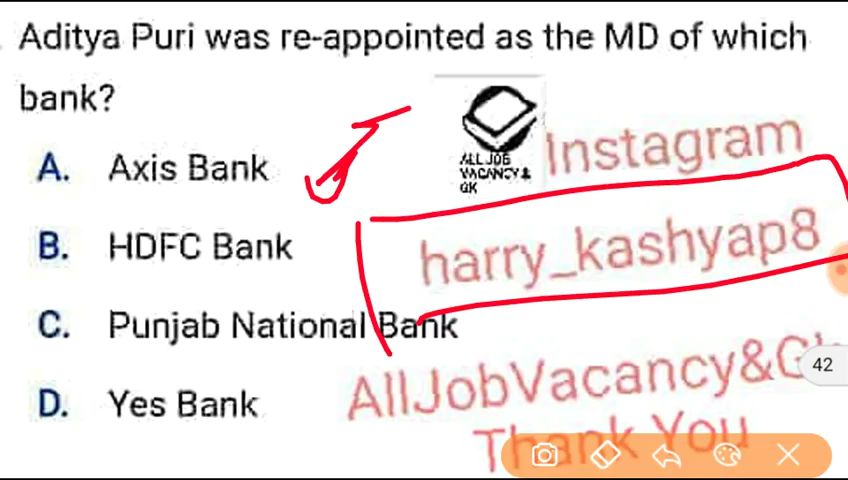 Aditya Puri was re-appointed as the MD of which
bank?
ALL JOB
VACANCY &
GK
Instagram
A. Axis Bank
B. HDFC Bank
harry_kashyap8
C. Punjab National Bank
42
AllJobVacancy&G
D. Yes Bank
Thank You